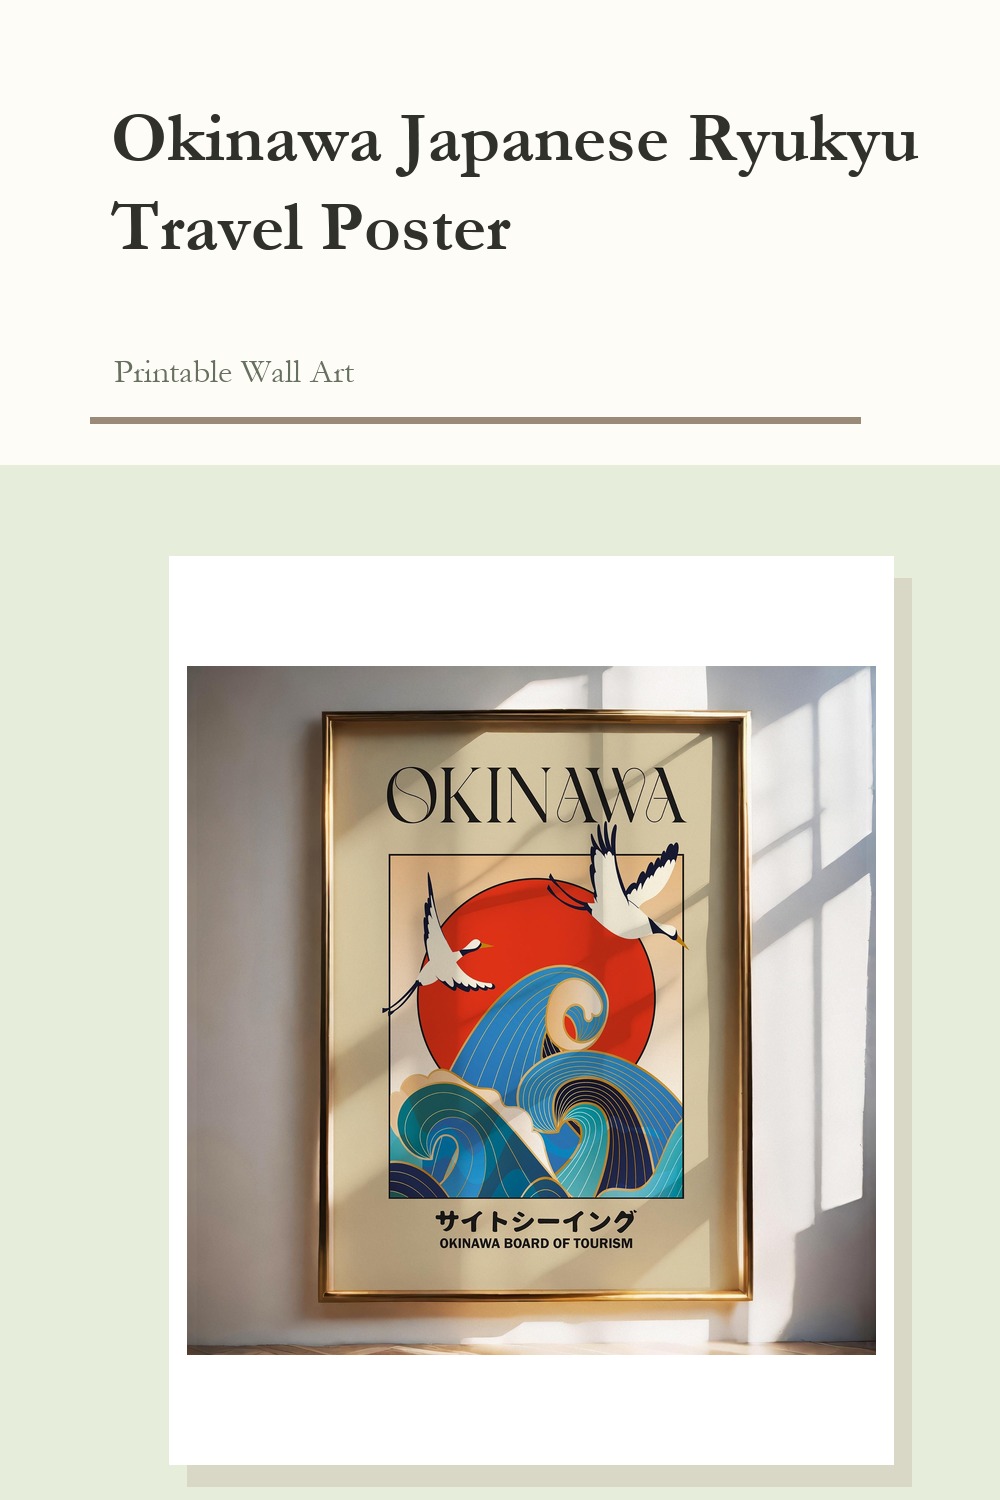 Okinawa Japanese Ryukyu
Travel Poster
Printable Wall Art
OKINAWA
サイトシーイング
OKINAWA BOARD OF TOURISM